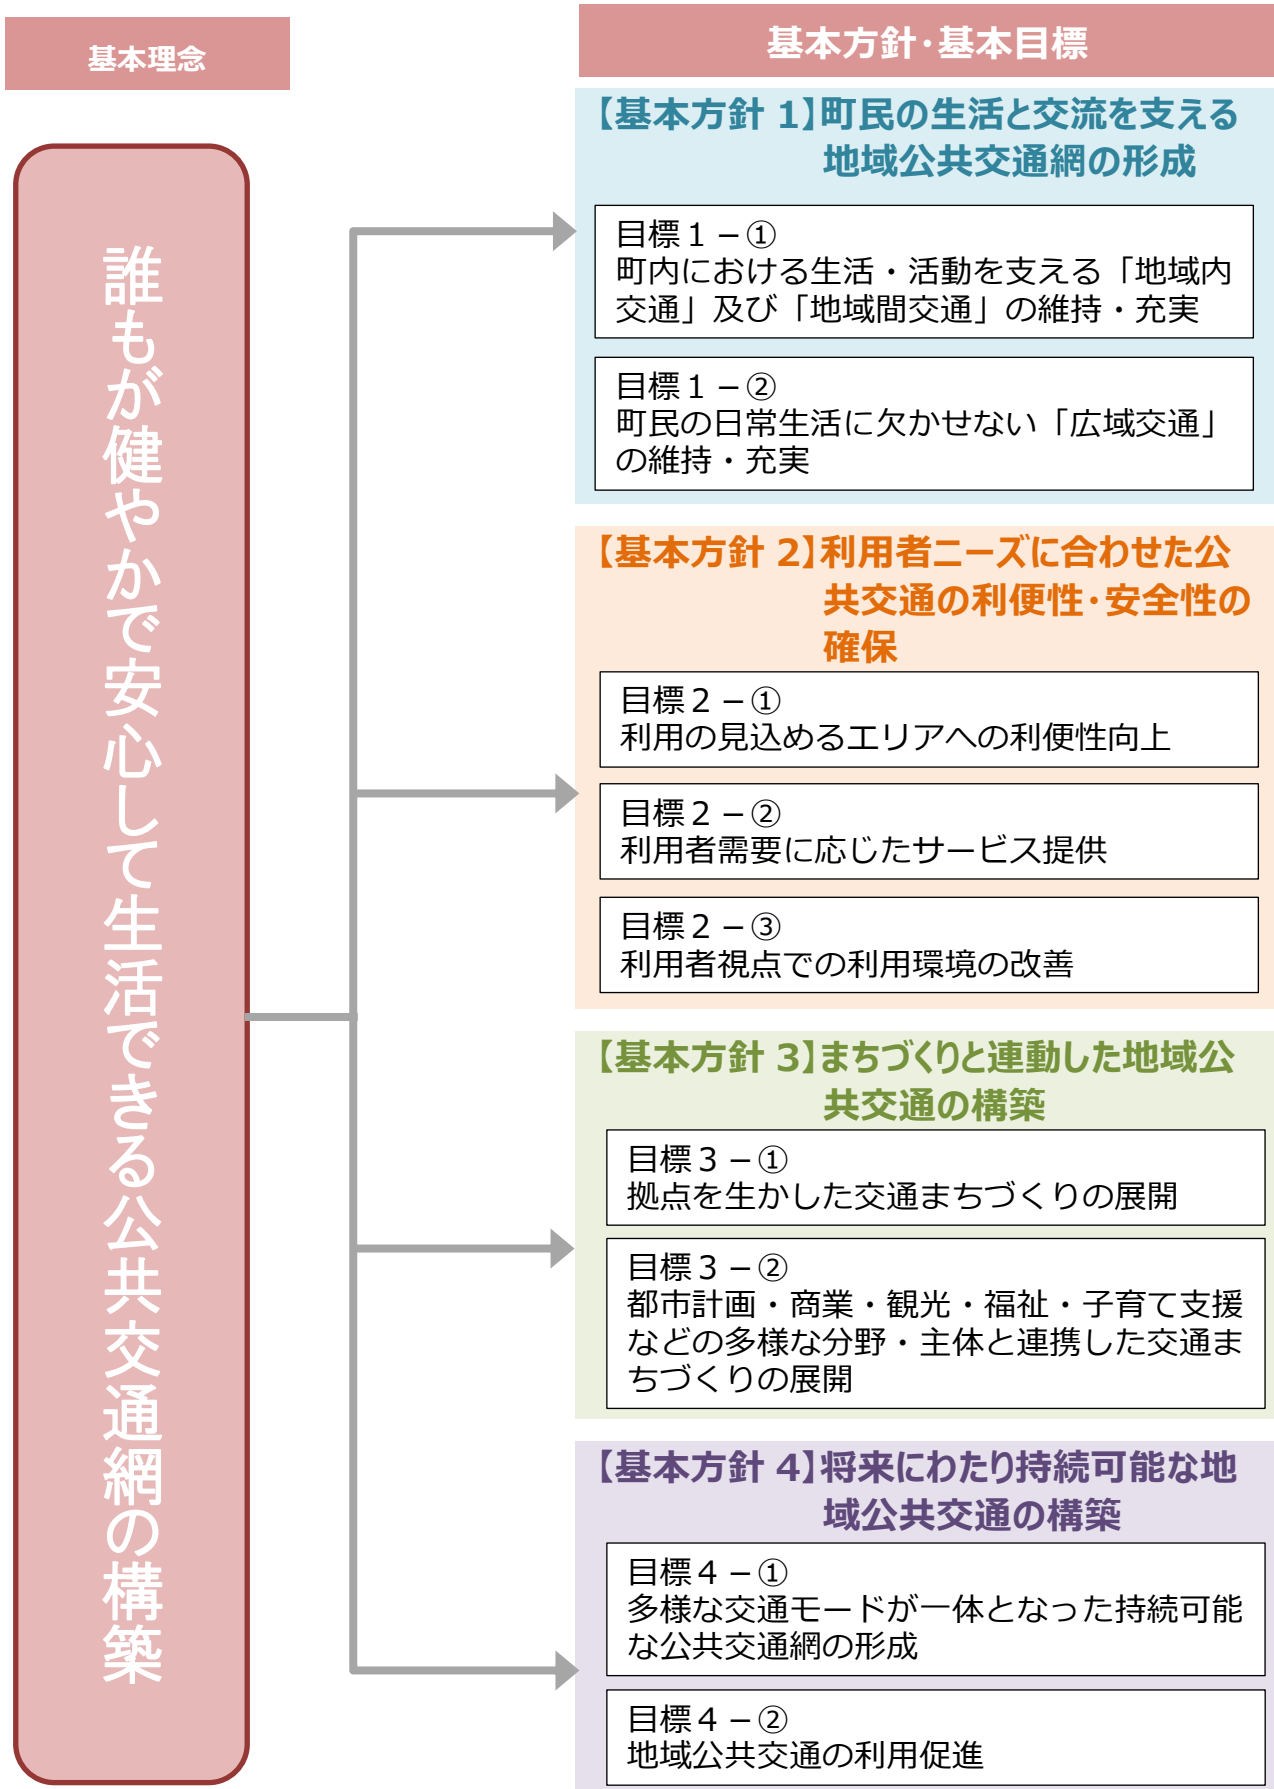 基本理念
誰もが健やかで安心して生活できる公共交通網の構築
基本方針・基本目標
【基本方針 1】町民の生活と交流を支える
地域公共交通網の形成
目標１－①
町内における生活・活動を支える「地域内
交通」及び「地域間交通」の維持・充実
目標１－②
町民の日常生活に欠かせない「広域交通」
の維持・充実
【基本方針 2】利用者ニーズに合わせた公
共交通の利便性・安全性の
確保
目標２－①
利用の見込めるエリアへの利便性向上
目標２－②
利用者需要に応じたサービス提供
目標２－③
利用者視点での利用環境の改善
【基本方針 3】まちづくりと連動した地域公
共交通の構築
目標３－①
拠点を生かした交通まちづくりの展開
目標３－②
都市計画・商業・観光・福祉・子育て支援
などの多様な分野・主体と連携した交通ま
ちづくりの展開
【基本方針 4】将来にわたり持続可能な地
域公共交通の構築
目標４－①
多様な交通モードが一体となった持続可能
な公共交通網の形成
目標４－②
地域公共交通の利用促進